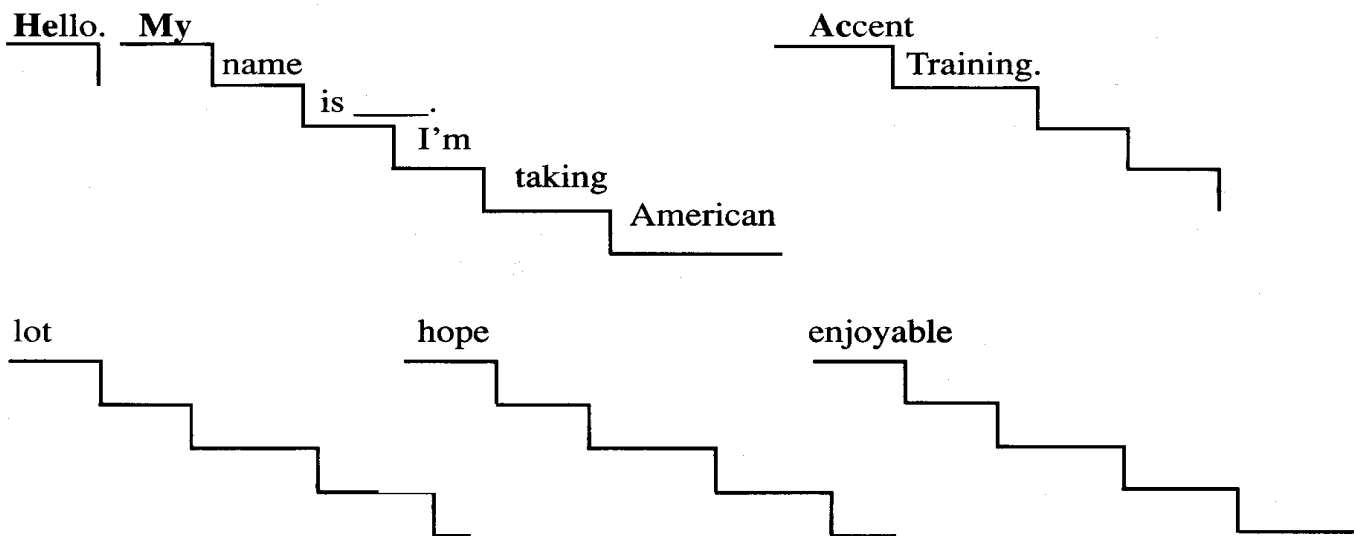 Hello. My
name
is ____.
I'm
taking
American
Accent
Training.
lot
hope
enjoyable